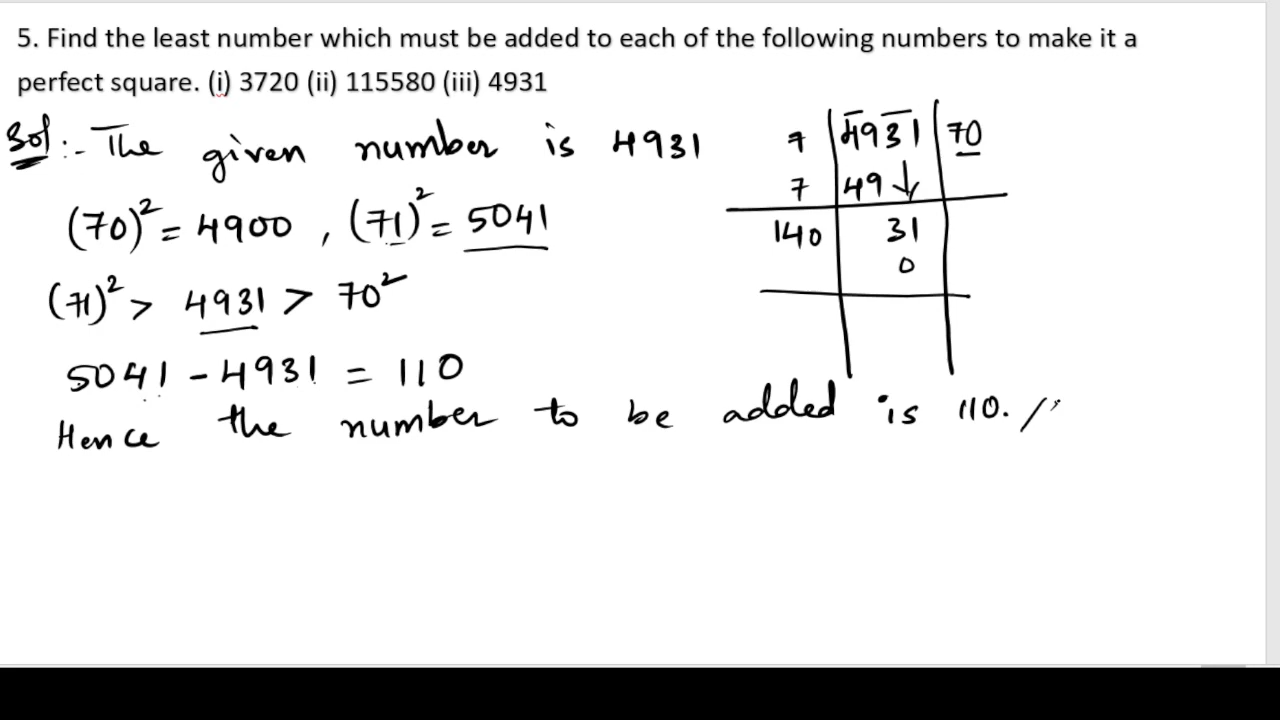 5. Find the least number which must be added to each of the following numbers to make it a
perfect square. (i) 3720 (ii) 115580 (iii) 4931
Sol:- The given number is 4931
(70)² = 4900 , (71)² = 5041
(71)² > 4931 > 70²
5041 - 4931 = 110
Hence the number to be added is 110. //
7 4931 70
7 49 ↓
140 31
0